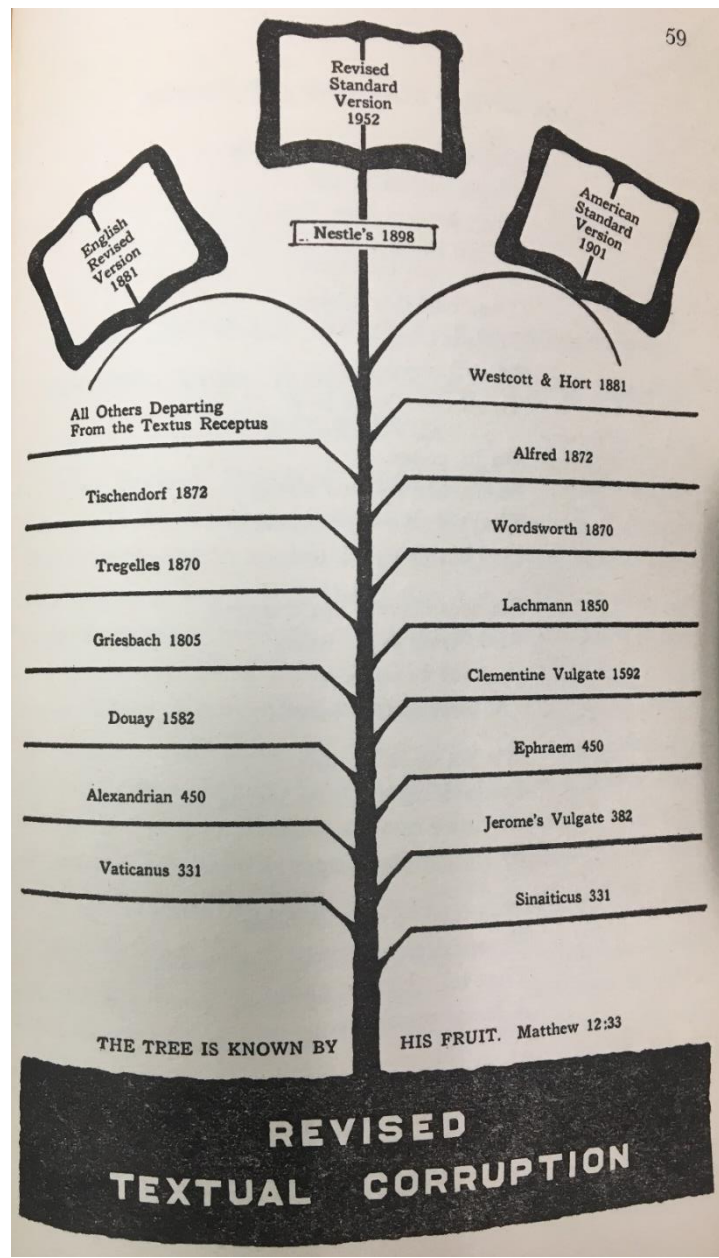 59
Revised
Standard
Version
1952
English
Revised
Version
1881
American
Standard
Version
1901
Nestle's 1898
All Others Departing
From the Textus Receptus
Tischendorf 1872
Tregelles 1870
Griesbach 1805
Douay 1582
Alexandrian 450
Vaticanus 331
Westcott & Hort 1881
Alfred 1872
Wordsworth 1870
Lachmann 1850
Clementine Vulgate 1592
Ephraem 450
Jerome's Vulgate 382
Sinaiticus 331
THE TREE IS KNOWN BY HIS FRUIT. Matthew 12:33
REVISED
TEXTUAL CORRUPTION